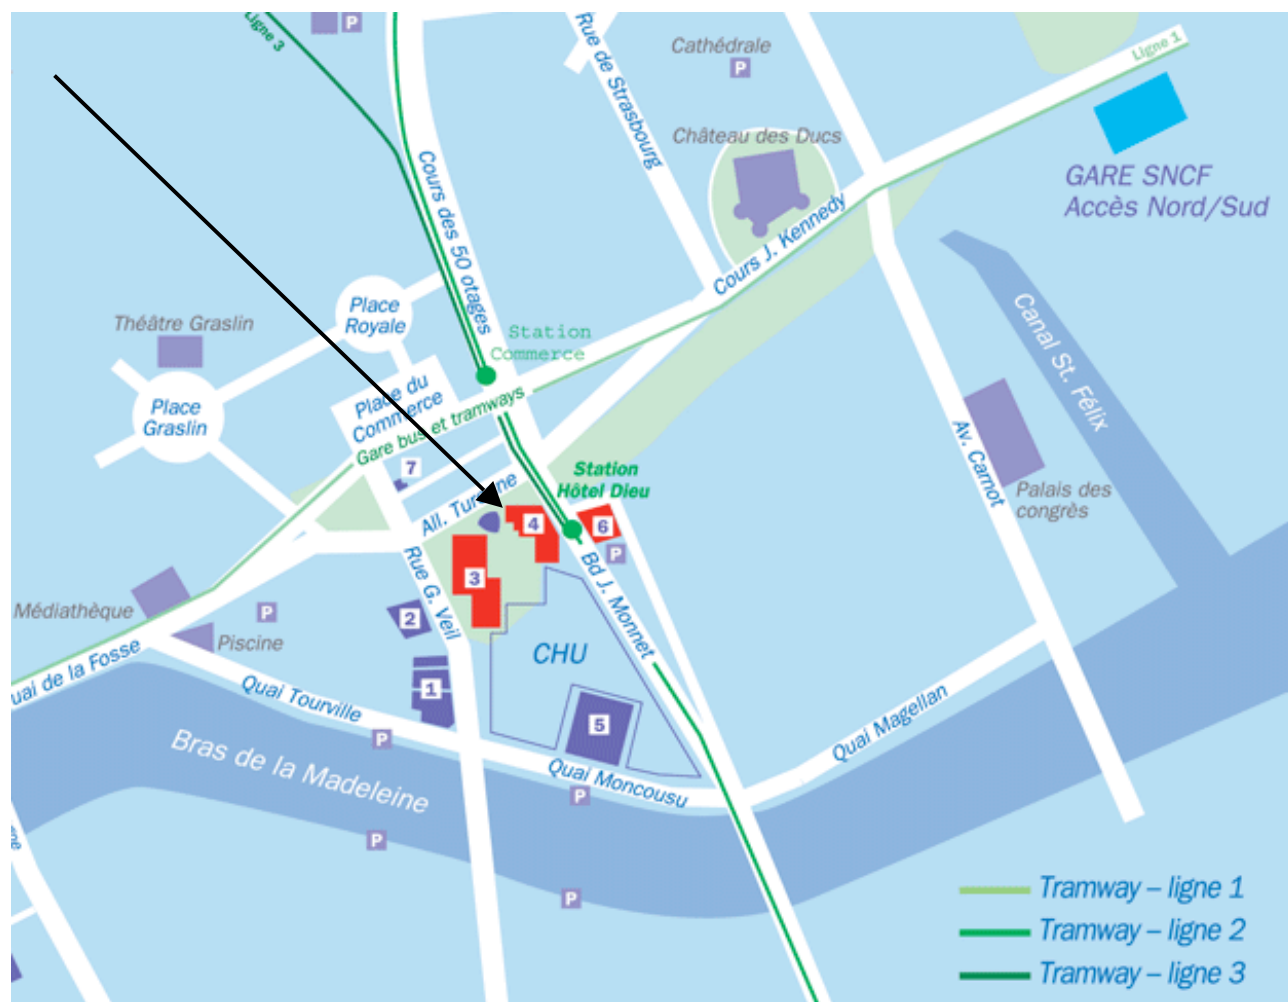 Ligne 3
P
Rue de Strasbourg
Cathédrale
P
Ligne 1
Château des Ducs
GARE SNCF
Accès Nord/Sud
Cours des 50 otages
Cours J. Kennedy
Place
Royale
Théâtre Graslin
Station
Commerce
Canal St. Félix
Place
Graslin
Place du
Commerce
Gare bus et tramways
7
Station
Hôtel Dieu
Av. Carnot
Palais des
congrès
4
6
P
3
Rue G. Veil
Bd J. Monnet
Médiathèque
P
2
Piscine
CHU
uai de la Fosse
Quai Tourville
1
5
P
Quai Magellan
Bras de la Madeleine
Quai Moncousu
P
P
P
Tramway – ligne 1
Tramway – ligne 2
Tramway – ligne 3